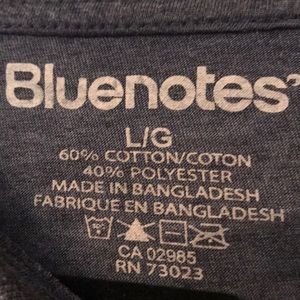 Bluenotes
L/G
60% COTTON/COTON
40% POLYESTER
MADE IN BANGLADESH
FABRIQUE EN BANGLADESH
CA 02985
RN 73023